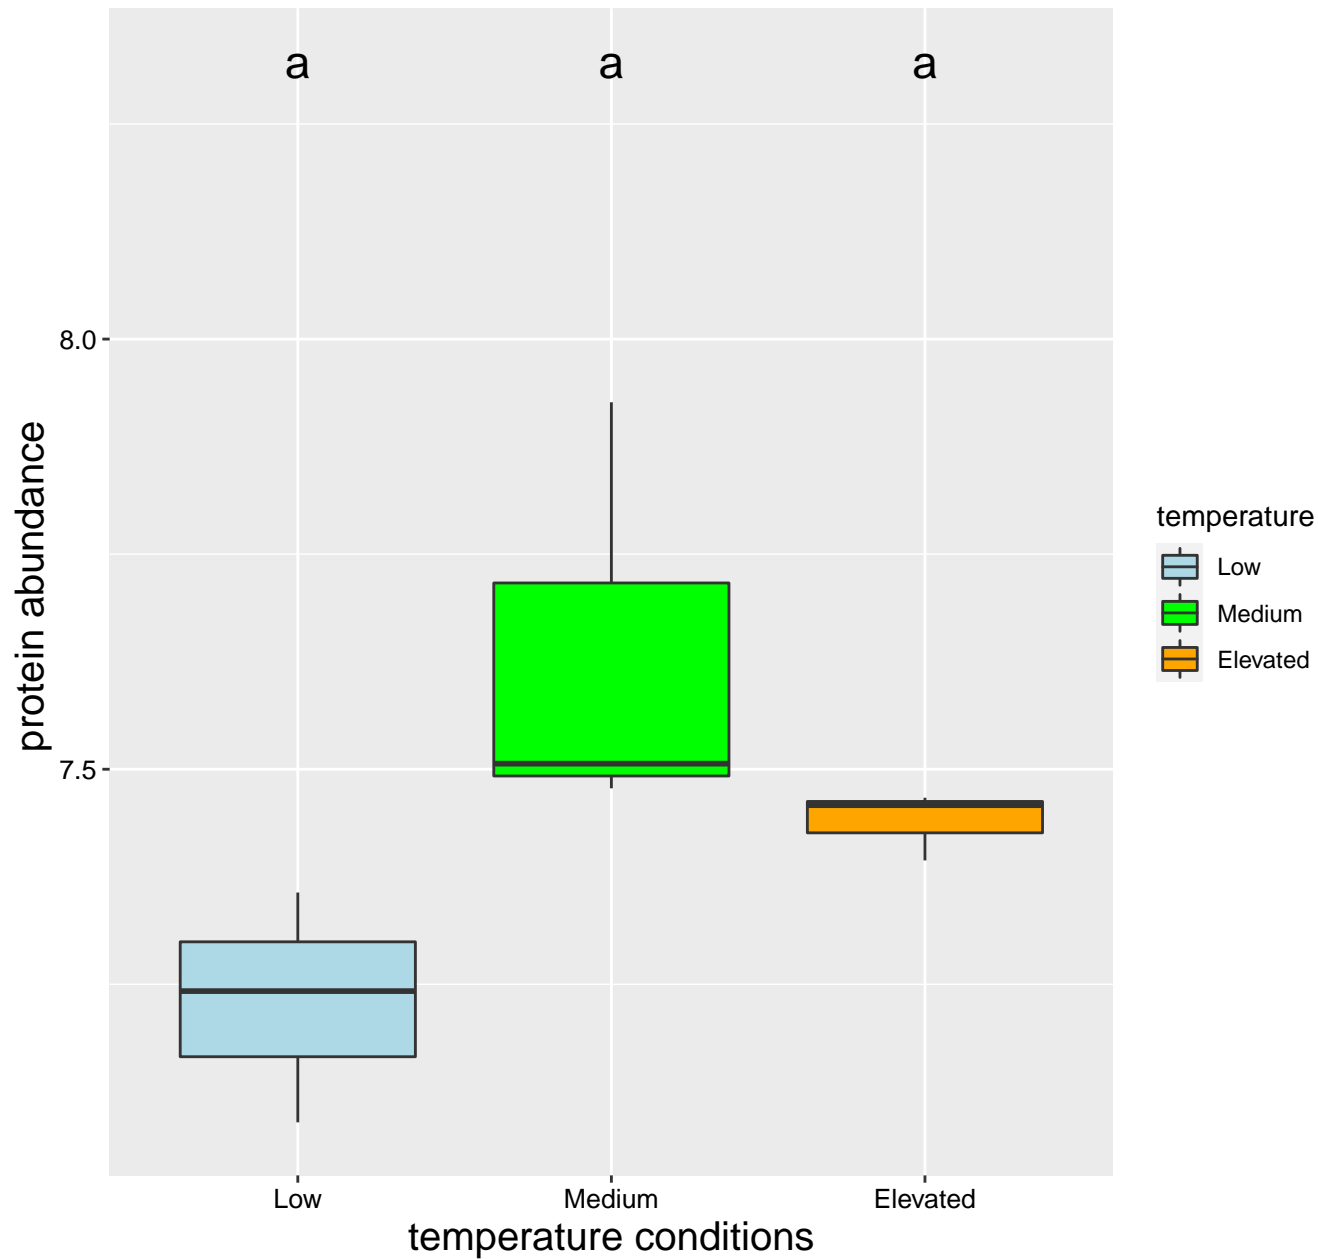 a a a
8.0
7.5
protein abundance
Low Medium Elevated
temperature conditions
temperature
Low
Medium
Elevated